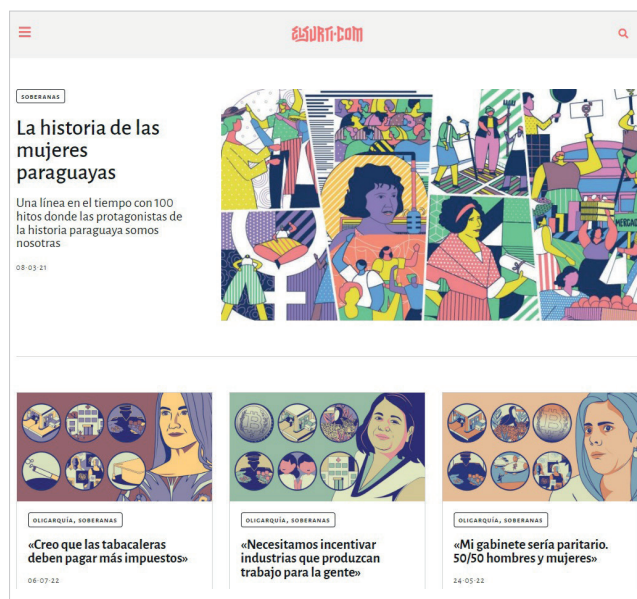 ELSURTI·COM
SOBERANAS
La historia de las
mujeres
paraguayas
Una línea en el tiempo con 100
hitos donde las protagonistas de
la historia paraguaya somos
nosotras
08·03·21
MERCADO
OLIGARQUÍA, SOBERANAS
«Creo que las tabacaleras
deben pagar más impuestos»
06·07·22
OLIGARQUÍA, SOBERANAS
«Necesitamos incentivar
industrias que produzcan
trabajo para la gente»
OLIGARQUÍA, SOBERANAS
«Mi gabinete sería paritario.
50/50 hombres y mujeres»
24·05·22